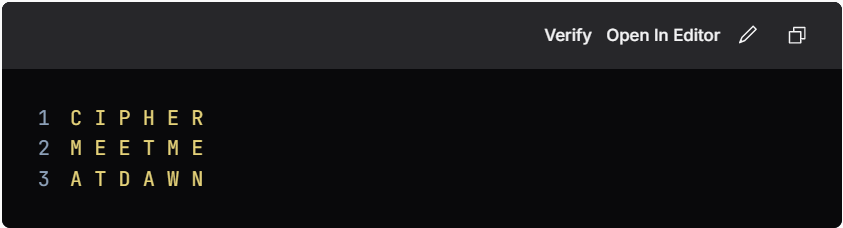 Verify Open In Editor
1 C I P H E R
2 M E E T M E
3 A T D A W N